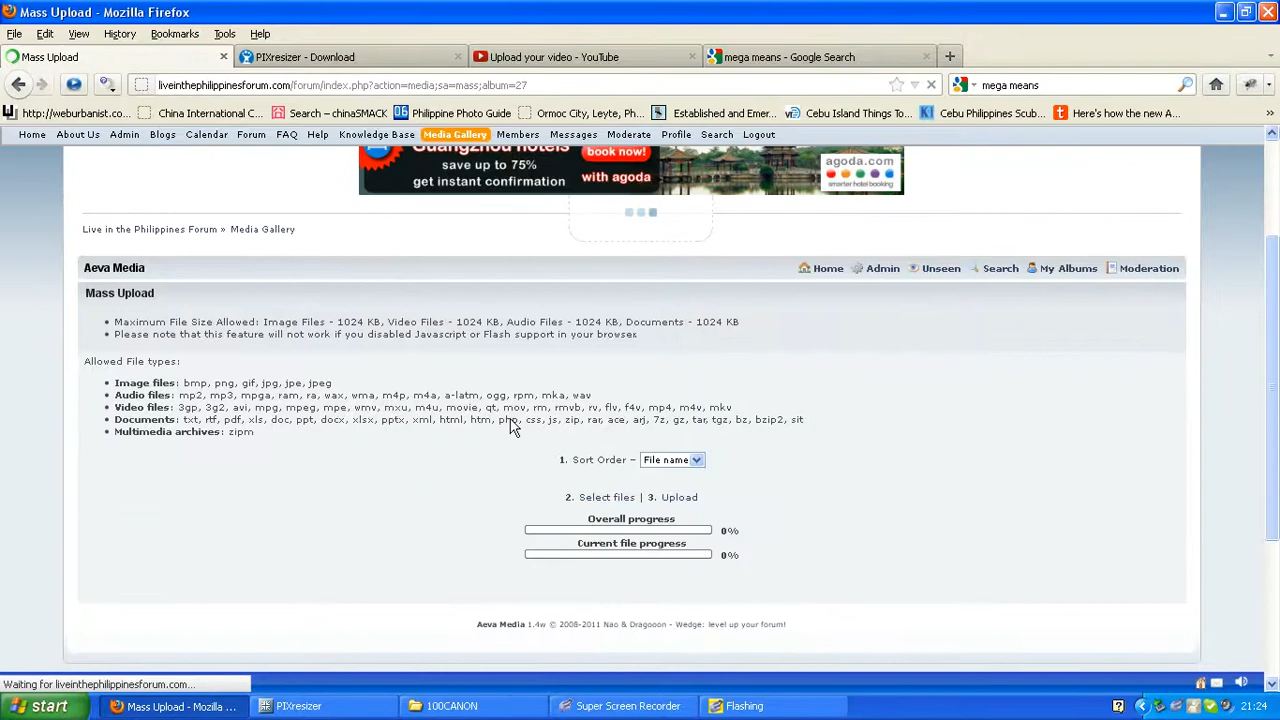 Mass Upload - Mozilla Firefox
File Edit View History Bookmarks Tools Help
Mass Upload
PIXresizer - Download
Upload your video - YouTube
mega means - Google Search
liveinthephilippinesforum.com/forum/index.php?action=media;sa=mass;album=27
mega means
http://weburbanist.co...
China International C...
Search – chinaSMACK
Philippine Photo Guide
Ormoc City, Leyte, Ph...
Established and Emer...
Cebu Island Things To...
Cebu Philippines Scub...
Here's how the new A...
Home About Us Admin Blogs Calendar Forum FAQ Help Knowledge Base Media Gallery Members Messages Moderate Profile Search Logout
Guangzhou hotels
save up to 75%
get instant confirmation
book now!
with agoda
agoda.com
smarter hotel booking
Live in the Philippines Forum » Media Gallery
Aeva Media
Home Admin Unseen Search My Albums Moderation
Mass Upload
Maximum File Size Allowed: Image Files - 1024 KB, Video Files - 1024 KB, Audio Files - 1024 KB, Documents - 1024 KB
Please note that this feature will not work if you disabled Javascript or Flash support in your browser.
Allowed File types:
Image files: bmp, png, gif, jpg, jpe, jpeg
Audio files: mp2, mp3, mpga, ram, ra, wax, wma, m4p, m4a, a-latm, ogg, rpm, mka, wav
Video files: 3gp, 3g2, avi, mpg, mpeg, mpe, wmv, mxu, m4u, movie, qt, mov, rm, rmvb, rv, flv, f4v, mp4, m4v, mkv
Documents: txt, rtf, pdf, xls, doc, ppt, docx, xlsx, pptx, xml, html, htm, php, css, js, zip, rar, ace, arj, 7z, gz, tar, tgz, bz, bzip2, sit
Multimedia archives: zipm
1. Sort Order – File name
2. Select files | 3. Upload
Overall progress
0%
Current file progress
0%
Aeva Media 1.4w © 2008-2011 Nao & Dragooon - Wedge: level up your forum!
Waiting for liveinthephilippinesforum.com...
start
Mass Upload - Mozilla ...
PIXresizer
100CANON
Super Screen Recorder
Flashing
21:24